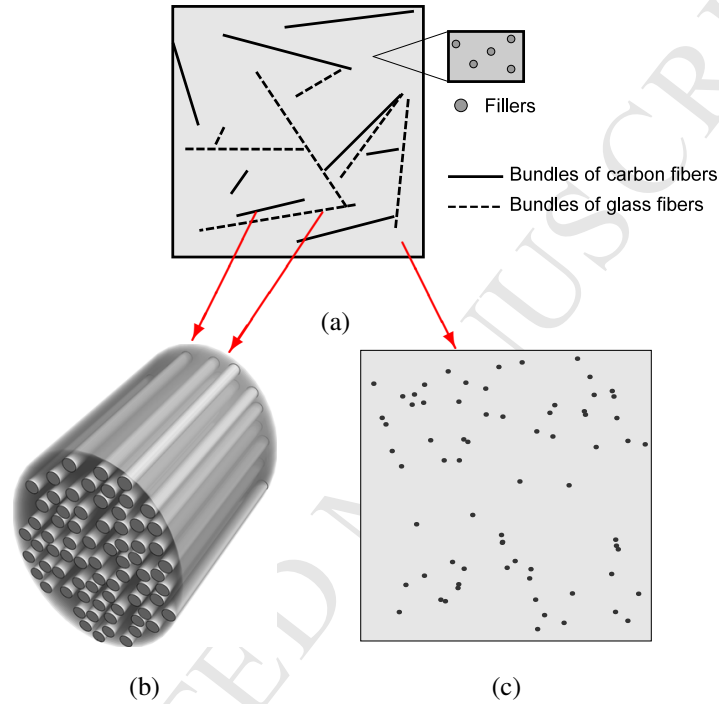 Fillers
Bundles of carbon fibers
Bundles of glass fibers
(a)
(b)
(c)